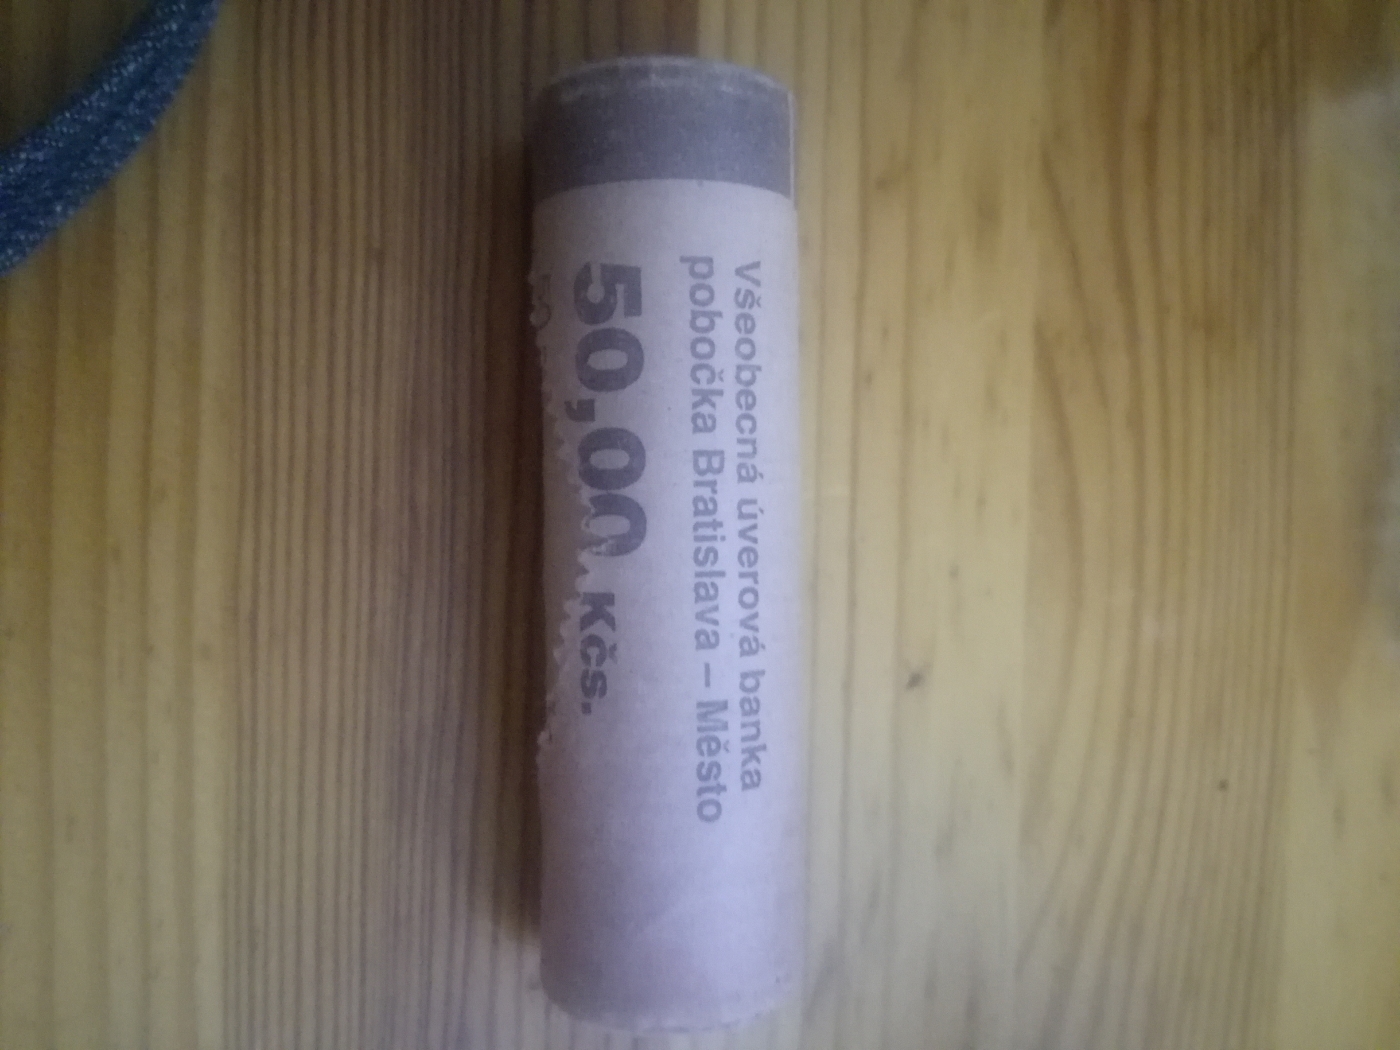 Všeobecná úverová banka
pobočka Bratislava – Město
50,00 Kčs.